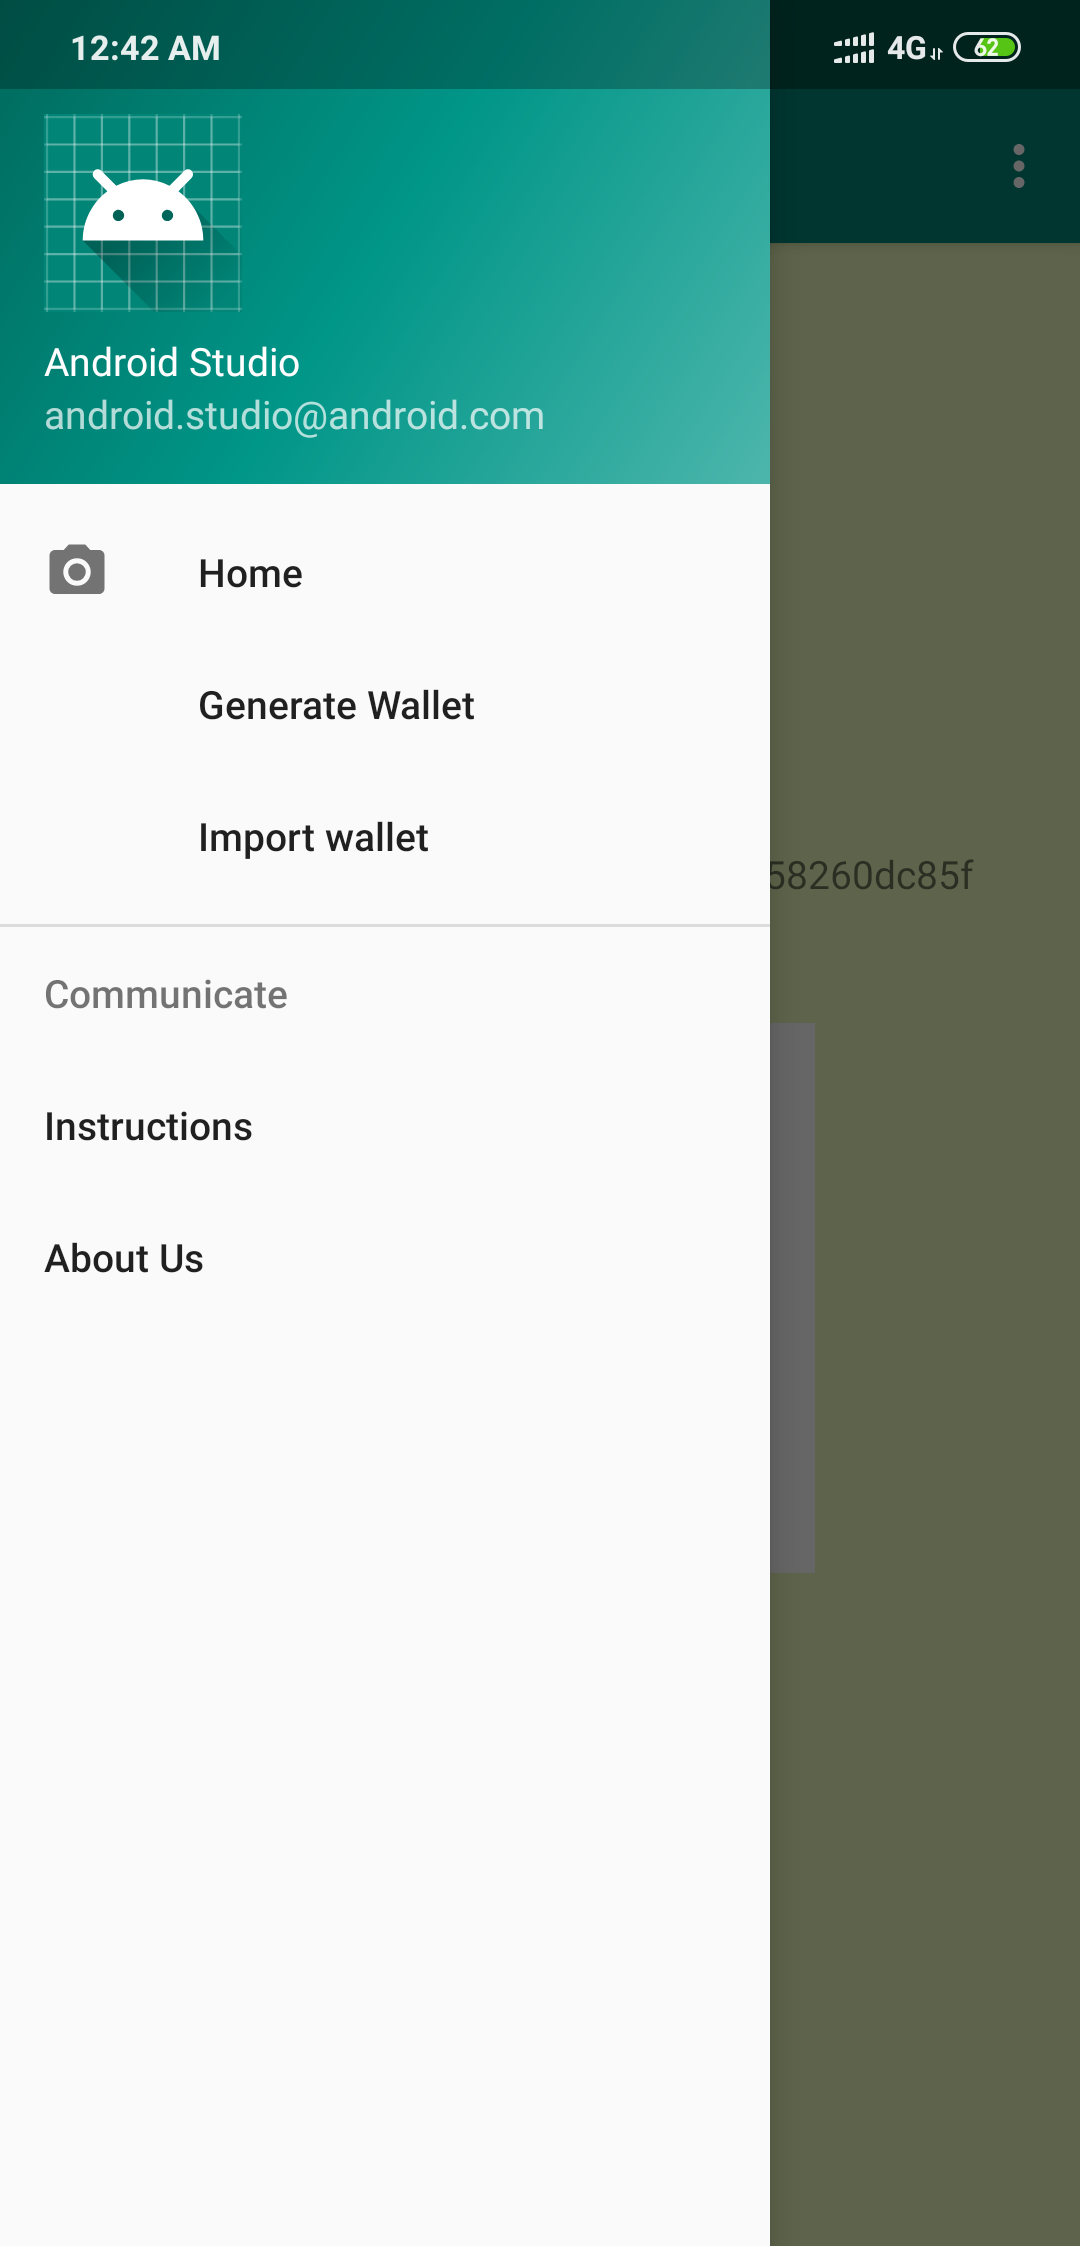 12:42 AM 4G 62
Android Studio
android.studio@android.com
Home
Generate Wallet
Import wallet
58260dc85f
Communicate
Instructions
About Us